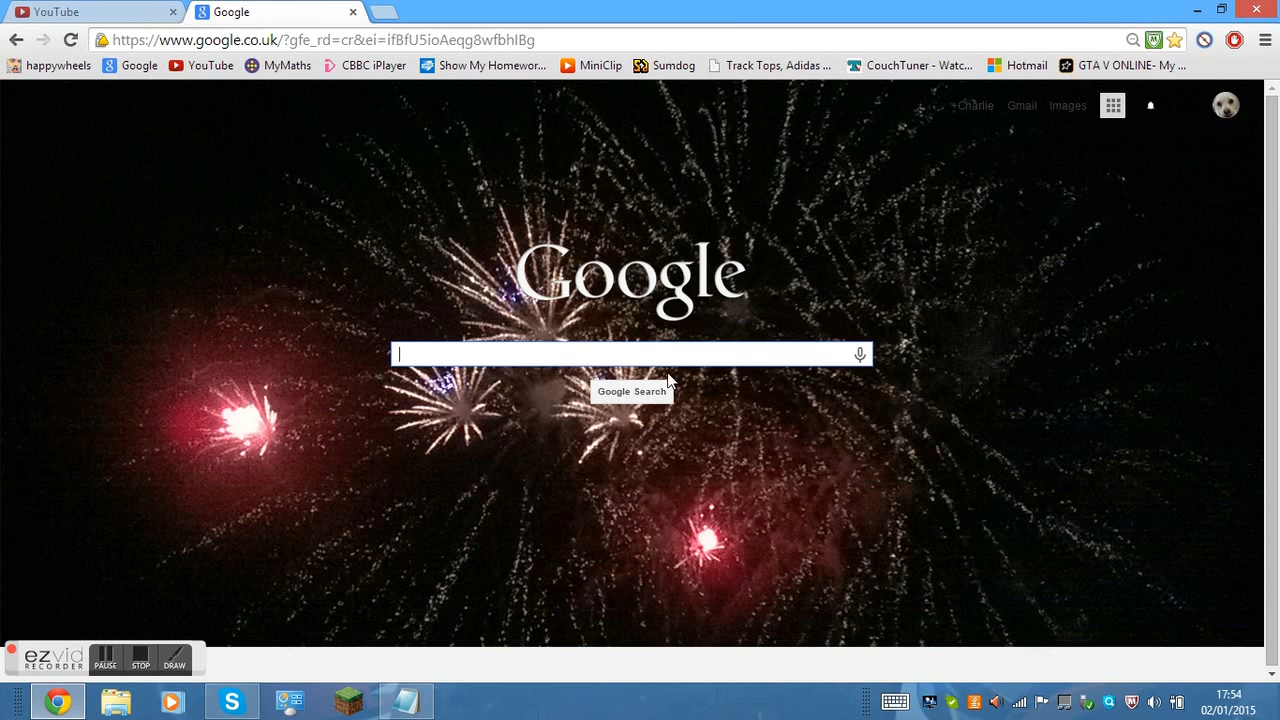 YouTube
Google
https://www.google.co.uk/?gfe_rd=cr&ei=ifBfU5ioAeqg8wfbhIBg
happywheels Google YouTube MyMaths CBBC iPlayer Show My Homewor... MiniClip Sumdog Track Tops, Adidas ... CouchTuner - Watc... Hotmail GTA V ONLINE- My ...
+Charlie Gmail Images
Google
Google Search
ezvid
RECORDER
PAUSE STOP DRAW
17:54
02/01/2015